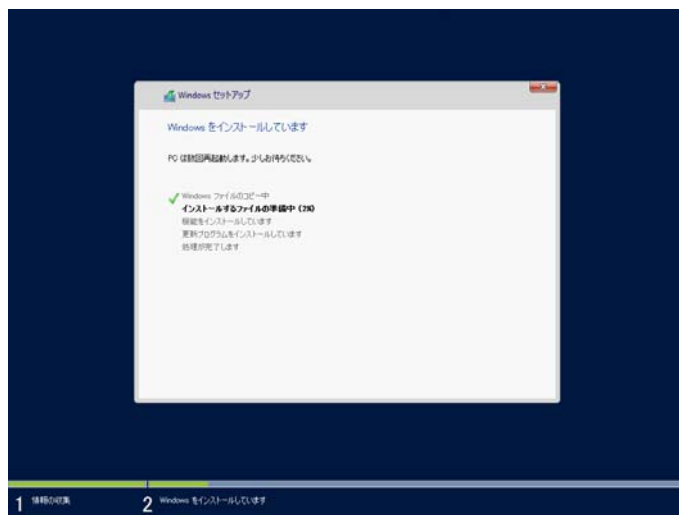 Windows セットアップ
Windows をインストールしています
PC は数回再起動します。少しお待ちください。
Windows ファイルのコピー中
インストールするファイルの準備中 (2%)
機能をインストールしています
更新プログラムをインストールしています
処理が完了します
1 情報の収集
2 Windows をインストールしています